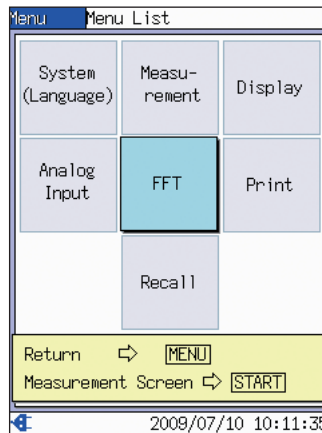 Menu Menu List
System (Language)
Measu-rement
Display
Analog Input
FFT
Print
Recall
Return ⇨ MENU
Measurement Screen ⇨ START
2009/07/10 10:11:35